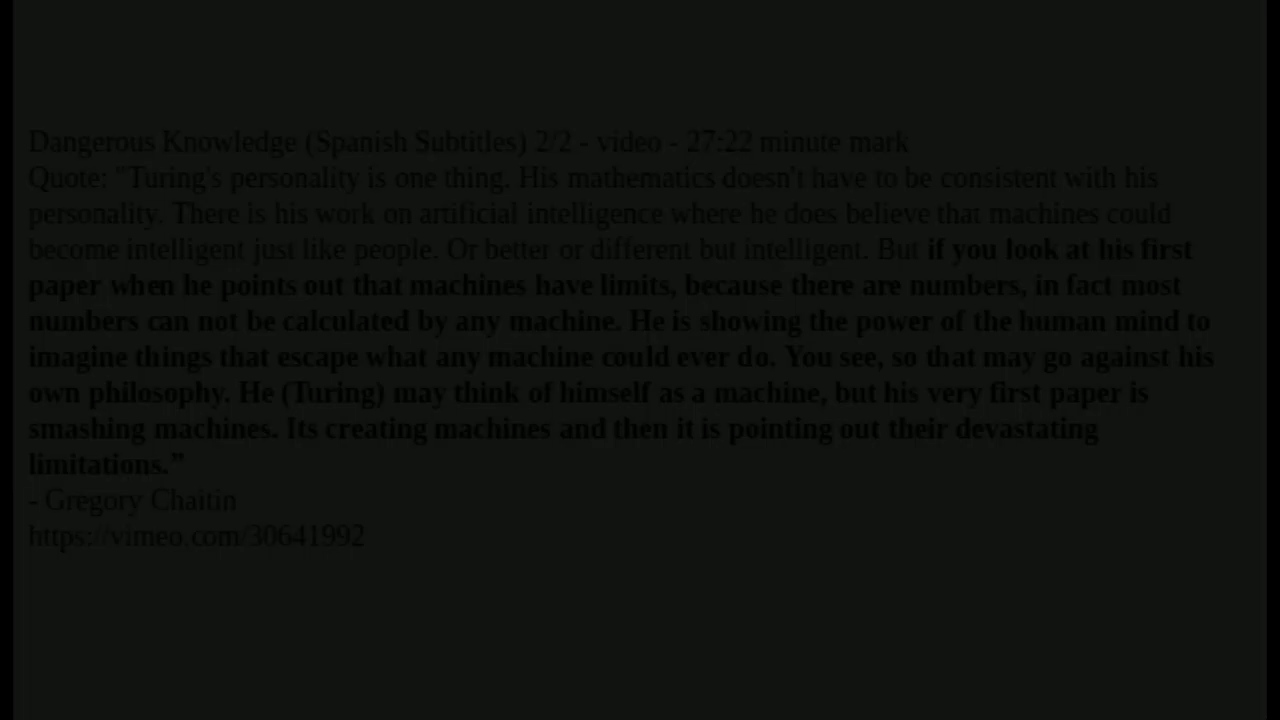 Dangerous Knowledge (Spanish Subtitles) 2/2 - video - 27:22 minute mark
Quote: "Turing's personality is one thing. His mathematics doesn't have to be consistent with his
personality. There is his work on artificial intelligence where he does believe that machines could
become intelligent just like people. Or better or different but intelligent. But if you look at his first
paper when he points out that machines have limits, because there are numbers, in fact most
numbers can not be calculated by any machine. He is showing the power of the human mind to
imagine things that escape what any machine could ever do. You see, so that may go against his
own philosophy. He (Turing) may think of himself as a machine, but his very first paper is
smashing machines. Its creating machines and then it is pointing out their devastating
limitations.”
- Gregory Chaitin
https://vimeo.com/30641992